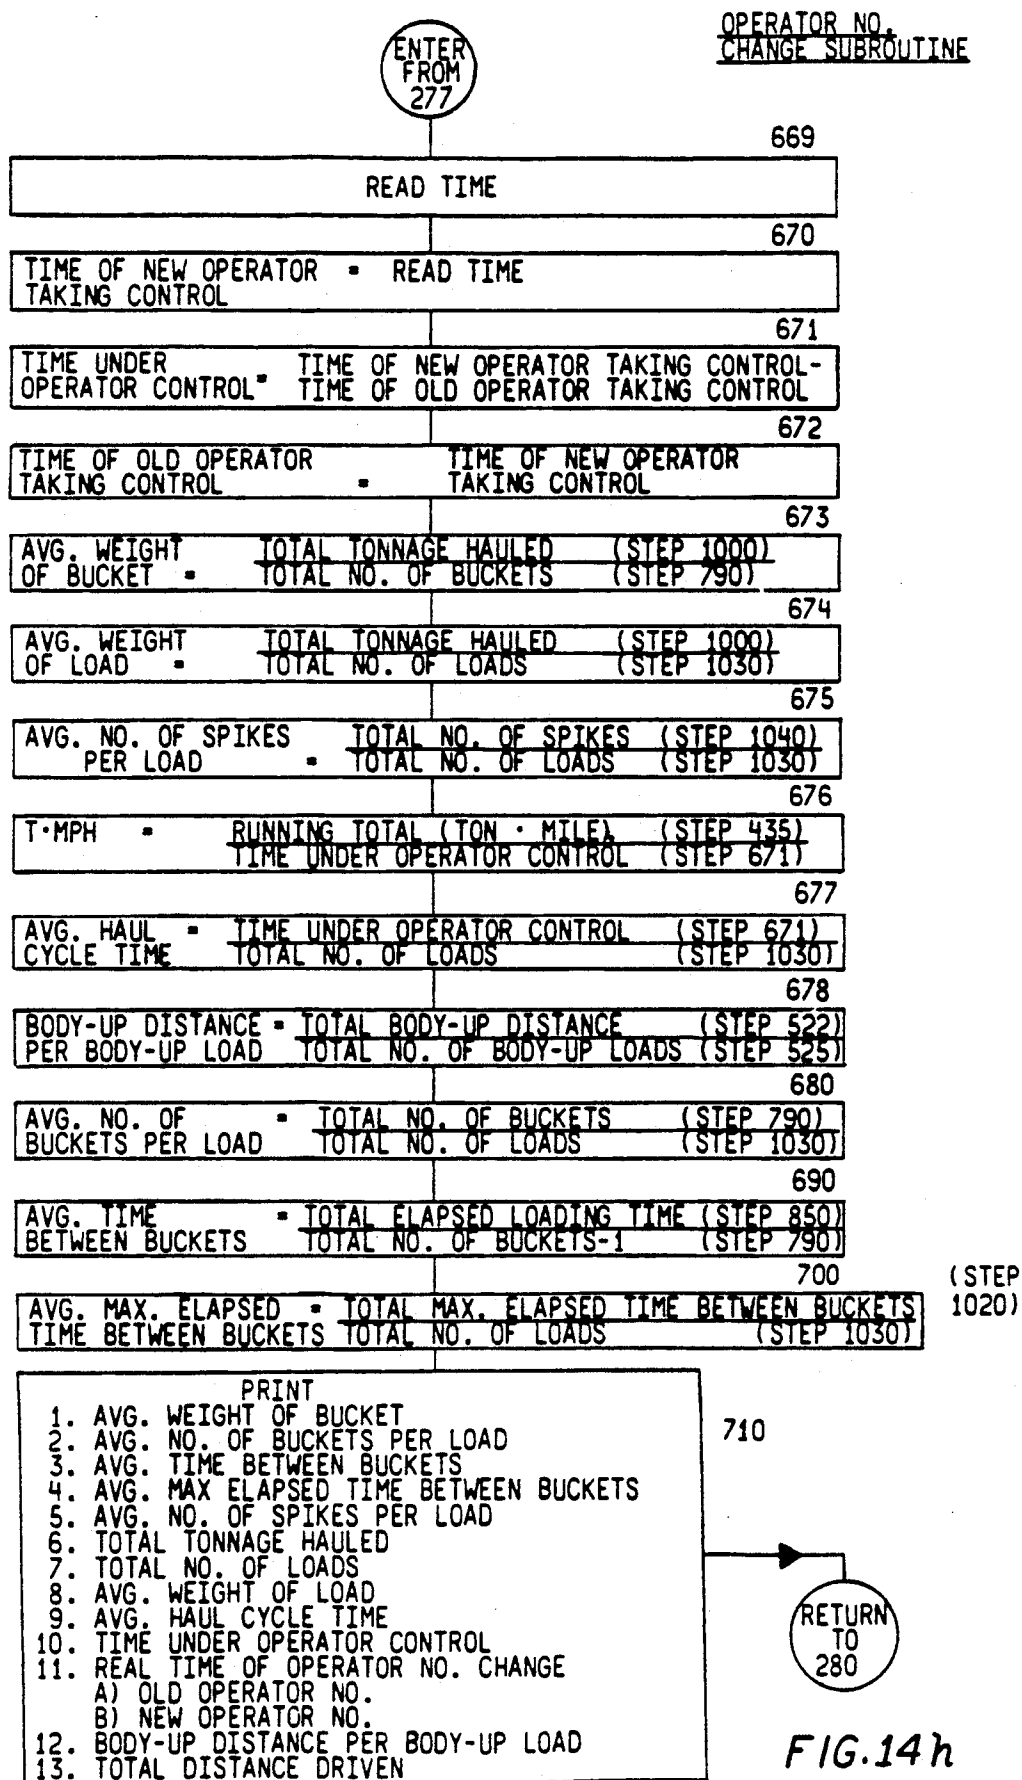 OPERATOR NO.
CHANGE SUBROUTINE
ENTER
FROM
277
669
READ TIME
670
TIME OF NEW OPERATOR = READ TIME
TAKING CONTROL
671
TIME UNDER TIME OF NEW OPERATOR TAKING CONTROL-
OPERATOR CONTROL = TIME OF OLD OPERATOR TAKING CONTROL
672
TIME OF OLD OPERATOR TIME OF NEW OPERATOR
TAKING CONTROL = TAKING CONTROL
673
AVG. WEIGHT TOTAL TONNAGE HAULED (STEP 1000)
OF BUCKET = TOTAL NO. OF BUCKETS (STEP 790)
674
AVG. WEIGHT TOTAL TONNAGE HAULED (STEP 1000)
OF LOAD = TOTAL NO. OF LOADS (STEP 1030)
675
AVG. NO. OF SPIKES TOTAL NO. OF SPIKES (STEP 1040)
PER LOAD = TOTAL NO. OF LOADS (STEP 1030)
676
T·MPH = RUNNING TOTAL (TON · MILE) (STEP 435)
TIME UNDER OPERATOR CONTROL (STEP 671)
677
AVG. HAUL = TIME UNDER OPERATOR CONTROL (STEP 671)
CYCLE TIME TOTAL NO. OF LOADS (STEP 1030)
678
BODY-UP DISTANCE = TOTAL BODY-UP DISTANCE (STEP 522)
PER BODY-UP LOAD TOTAL NO. OF BODY-UP LOADS (STEP 525)
680
AVG. NO. OF = TOTAL NO. OF BUCKETS (STEP 790)
BUCKETS PER LOAD TOTAL NO. OF LOADS (STEP 1030)
690
AVG. TIME = TOTAL ELAPSED LOADING TIME (STEP 850)
BETWEEN BUCKETS TOTAL NO. OF BUCKETS-1 (STEP 790)
700
AVG. MAX. ELAPSED = TOTAL MAX. ELAPSED TIME BETWEEN BUCKETS (STEP 1020)
TIME BETWEEN BUCKETS TOTAL NO. OF LOADS (STEP 1030)
PRINT
1. AVG. WEIGHT OF BUCKET
2. AVG. NO. OF BUCKETS PER LOAD
3. AVG. TIME BETWEEN BUCKETS
4. AVG. MAX ELAPSED TIME BETWEEN BUCKETS
5. AVG. NO. OF SPIKES PER LOAD
6. TOTAL TONNAGE HAULED
7. TOTAL NO. OF LOADS
8. AVG. WEIGHT OF LOAD
9. AVG. HAUL CYCLE TIME
10. TIME UNDER OPERATOR CONTROL
11. REAL TIME OF OPERATOR NO. CHANGE
A) OLD OPERATOR NO.
B) NEW OPERATOR NO.
12. BODY-UP DISTANCE PER BODY-UP LOAD
13. TOTAL DISTANCE DRIVEN
710
RETURN
TO
280
FIG.14h